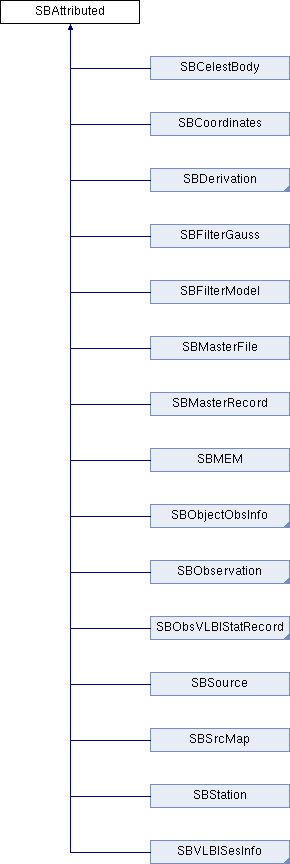 SBAttributed
SBCelestBody
SBCoordinates
SBDerivation
SBFilterGauss
SBFilterModel
SBMasterFile
SBMasterRecord
SBMEM
SBObjectObsInfo
SBObservation
SBObsVLBIStatRecord
SBSource
SBSrcMap
SBStation
SBVLBISesInfo